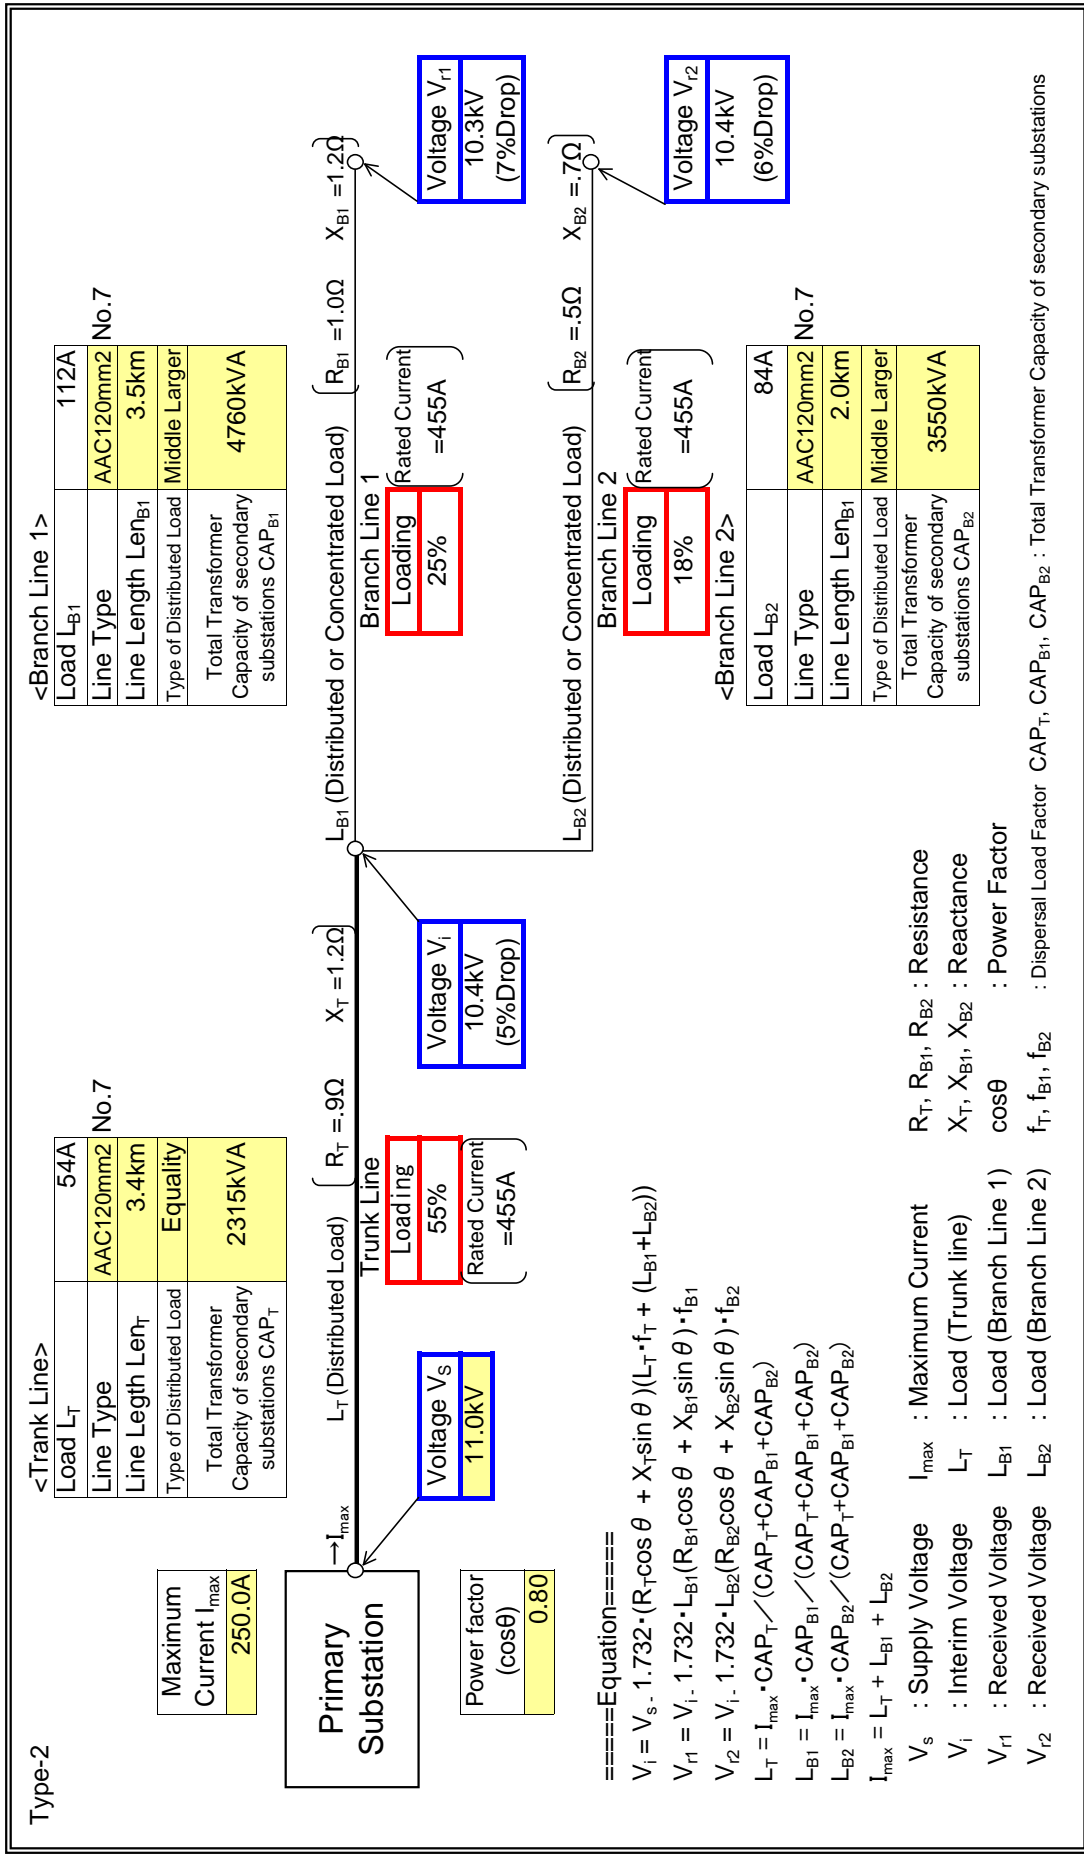 Type-2
Maximum
Current Imax
250.0A
<Trank Line>
Load LT 54A
Line Type AAC120mm2 No.7
Line Legth LenT 3.4km
Type of Distributed Load Equality
Total Transformer
Capacity of secondary
substations CAPT
2315kVA
<Branch Line 1>
Load LB1 112A
Line Type AAC120mm2 No.7
Line Length LenB1 3.5km
Type of Distributed Load Middle Larger
Total Transformer
Capacity of secondary
substations CAPB1
4760kVA
Primary
Substation
→Imax
LT (Distributed Load)
RT =.9Ω XT =1.2Ω
LB1 (Distributed or Concentrated Load)
RB1 =1.0Ω XB1 =1.2Ω
Trunk Line
Loading
55%
Rated Current
=455A
Branch Line 1
Loading
25%
Rated Current
=455A
Voltage VS
11.0kV
Voltage Vi
10.4kV
(5%Drop)
Voltage Vr1
10.3kV
(7%Drop)
Power factor
(cosθ)
0.80
LB2 (Distributed or Concentrated Load)
RB2 =.5Ω XB2 =.7Ω
Branch Line 2
Loading
18%
Rated Current
=455A
Voltage Vr2
10.4kV
(6%Drop)
<Branch Line 2>
Load LB2 84A
Line Type AAC120mm2 No.7
Line Length LenB1 2.0km
Type of Distributed Load Middle Larger
Total Transformer
Capacity of secondary
substations CAPB2
3550kVA
=====Equation=====
Vi = Vs - 1.732・(RTcos θ + XTsin θ)(LT・fT + (LB1+LB2))
Vr1 = Vi - 1.732・LB1(RB1cos θ + XB1sin θ)・fB1
Vr2 = Vi - 1.732・LB2(RB2cos θ + XB2sin θ)・fB2
LT = Imax・CAPT／(CAPT+CAPB1+CAPB2)
LB1 = Imax・CAPB1／(CAPT+CAPB1+CAPB2)
LB2 = Imax・CAPB2／(CAPT+CAPB1+CAPB2)
Imax = LT + LB1 + LB2
Vs : Supply Voltage Imax : Maximum Current RT, RB1, RB2 : Resistance
Vi : Interim Voltage LT : Load (Trunk line) XT, XB1, XB2 : Reactance
Vr1 : Received Voltage LB1 : Load (Branch Line 1) cosθ : Power Factor
Vr2 : Received Voltage LB2 : Load (Branch Line 2) fT, fB1, fB2 : Dispersal Load Factor CAPT, CAPB1, CAPB2 : Total Transformer Capacity of secondary substations